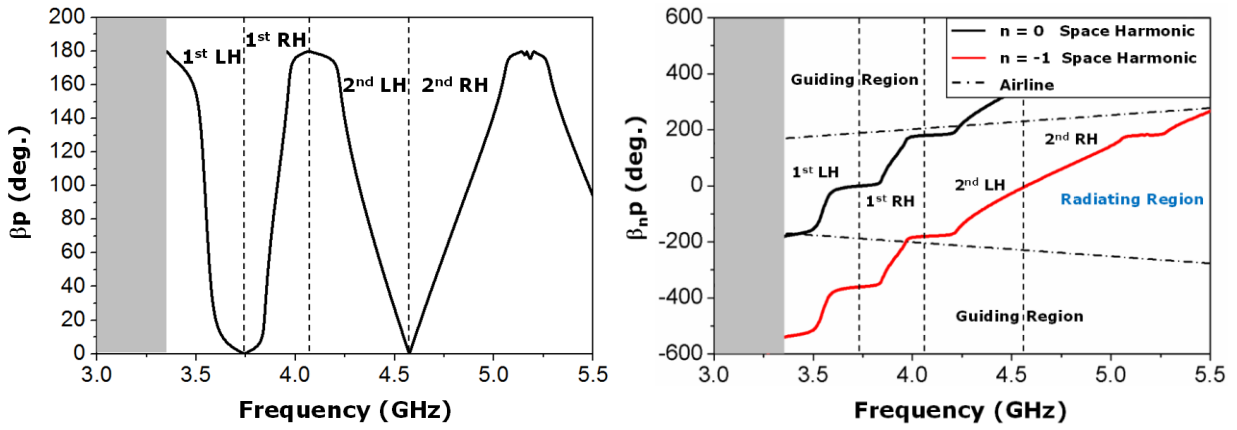 180
160
140
120
100
80
60
40
20
0
βp (deg.)
1st LH
1st RH
2nd LH
2nd RH
3.0
3.5
4.0
4.5
5.0
5.5
Frequency (GHz)
600
400
200
0
-200
-400
-600
βnp (deg.)
n = 0 Space Harmonic
n = -1 Space Harmonic
Airline
Guiding Region
1st LH
1st RH
2nd LH
2nd RH
Radiating Region
Guiding Region
3.0
3.5
4.0
4.5
5.0
5.5
Frequency (GHz)